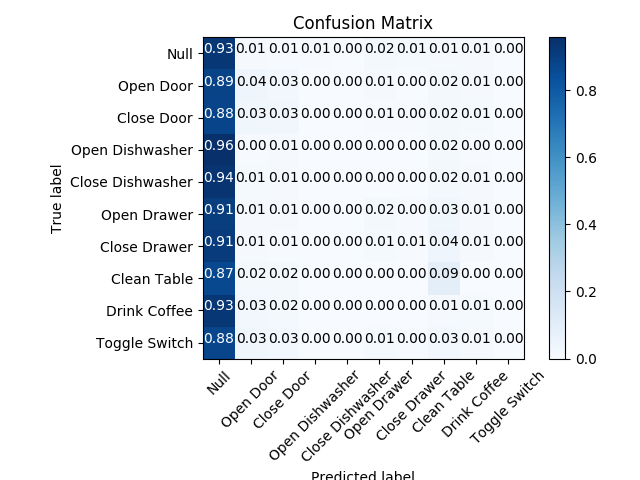 Confusion Matrix
Null 0.93 0.01 0.01 0.01 0.00 0.02 0.01 0.01 0.01 0.00
Open Door 0.89 0.04 0.03 0.00 0.00 0.01 0.00 0.02 0.01 0.00 0.8
Close Door 0.88 0.03 0.03 0.00 0.00 0.01 0.00 0.02 0.01 0.00
Open Dishwasher 0.96 0.00 0.01 0.00 0.00 0.00 0.00 0.02 0.00 0.00 0.6
Close Dishwasher 0.94 0.01 0.01 0.00 0.00 0.00 0.00 0.02 0.01 0.00
Open Drawer 0.91 0.01 0.01 0.00 0.00 0.02 0.00 0.03 0.01 0.00 0.4
Close Drawer 0.91 0.01 0.01 0.00 0.00 0.01 0.01 0.04 0.01 0.00
Clean Table 0.87 0.02 0.02 0.00 0.00 0.00 0.00 0.09 0.00 0.00 0.2
Drink Coffee 0.93 0.03 0.02 0.00 0.00 0.00 0.00 0.01 0.01 0.00
Toggle Switch 0.88 0.03 0.03 0.00 0.00 0.01 0.00 0.03 0.01 0.00 0.0
True label
Null
Open Door
Close Door
Open Dishwasher
Close Dishwasher
Open Drawer
Close Drawer
Clean Table
Drink Coffee
Toggle Switch
Predicted label